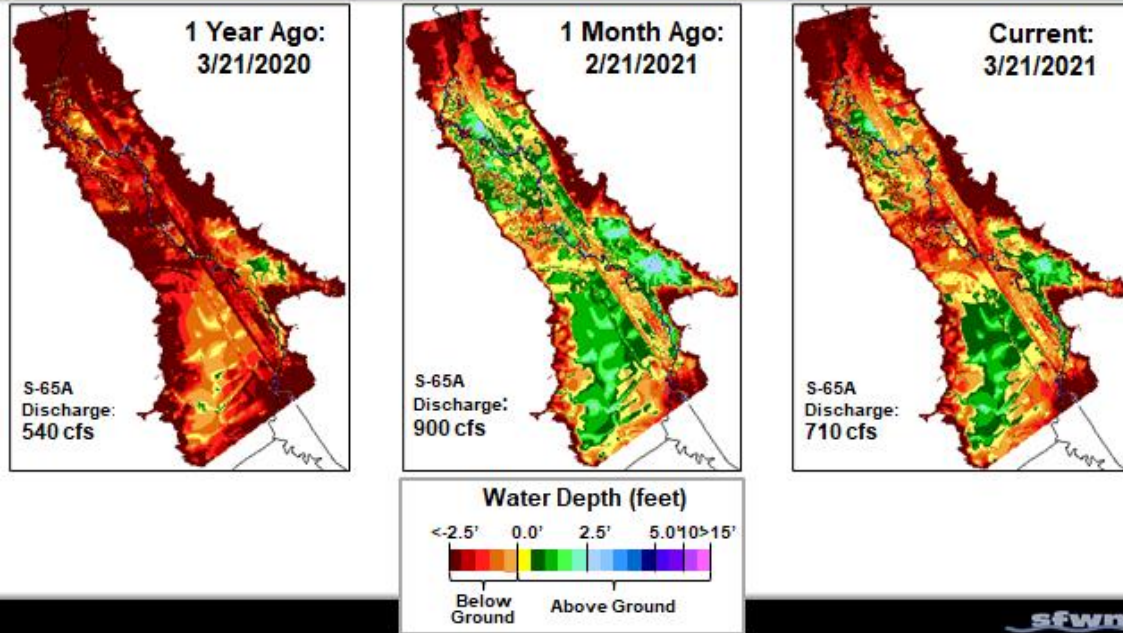 1 Year Ago:
3/21/2020
S-65A
Discharge:
540 cfs
1 Month Ago:
2/21/2021
S-65A
Discharge:
900 cfs
Current:
3/21/2021
S-65A
Discharge:
710 cfs
Water Depth (feet)
<-2.5' 0.0' 2.5' 5.0' 10' >15'
Below
Ground
Above Ground
sfwm